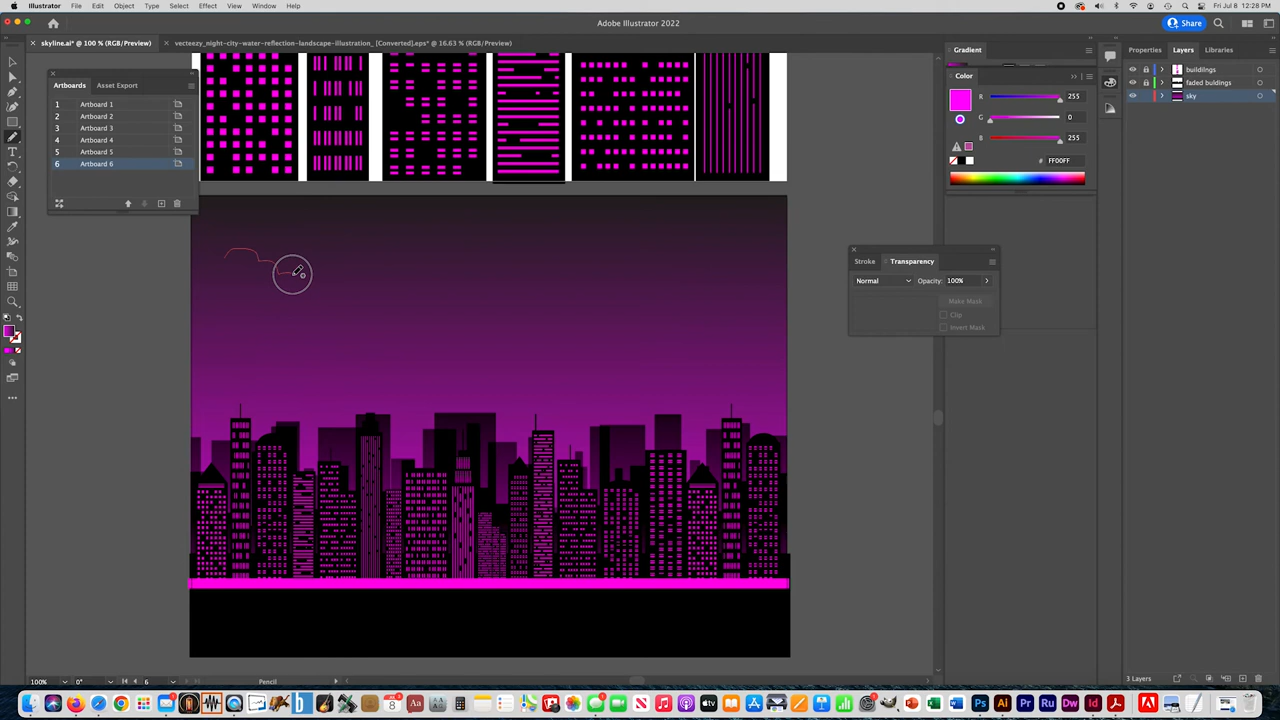 Illustrator File Edit Object Type Select Effect View Window Help
Fri Jul 8 12:28 PM
Adobe Illustrator 2022
Share
skyline.ai* @ 100 % (RGB/Preview)
vecteezy_night-city-water-reflection-landscape-illustration_ [Converted].eps* @ 16.63 % (RGB/Preview)
Artboards Asset Export
1 Artboard 1
2 Artboard 2
3 Artboard 3
4 Artboard 4
5 Artboard 5
6 Artboard 6
Gradient
Color
R 255
G 0
B 255
# FF00FF
Stroke Transparency
Normal Opacity: 100%
Make Mask
Clip
Invert Mask
Properties Layers Libraries
buildings
faded buldings
sky
3 Layers
100% 0° 6 Pencil